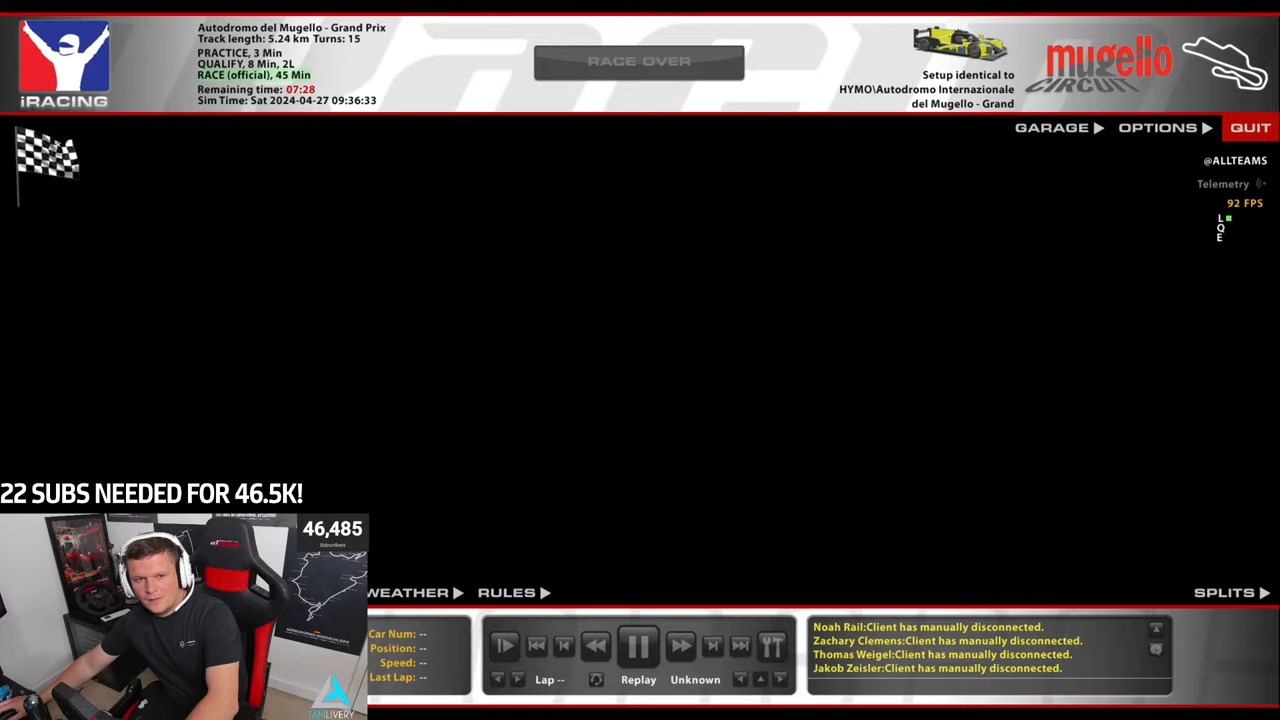 iRACING
Autodromo del Mugello - Grand Prix
Track length: 5.24 km Turns: 15
PRACTICE, 3 Min
QUALIFY, 8 Min, 2L
RACE (official), 45 Min
Remaining time: 07:28
Sim Time: Sat 2024-04-27 09:36:33
RACE OVER
Setup identical to
HYMO\Autodromo Internazionale
del Mugello - Grand
mugello
CIRCUIT
GARAGE
OPTIONS
QUIT
@ALLTEAMS
Telemetry
92 FPS
L
Q
E
22 SUBS NEEDED FOR 46.5K!
46,485
Subscribers
WEATHER
RULES
SPLITS
Car Num: --
Position: --
Speed: --
Last Lap: --
Lap --
Replay
Unknown
Noah Rail:Client has manually disconnected.
Zachary Clemens:Client has manually disconnected.
Thomas Weigel:Client has manually disconnected.
Jakob Zeisler:Client has manually disconnected.
TAMLIVERY